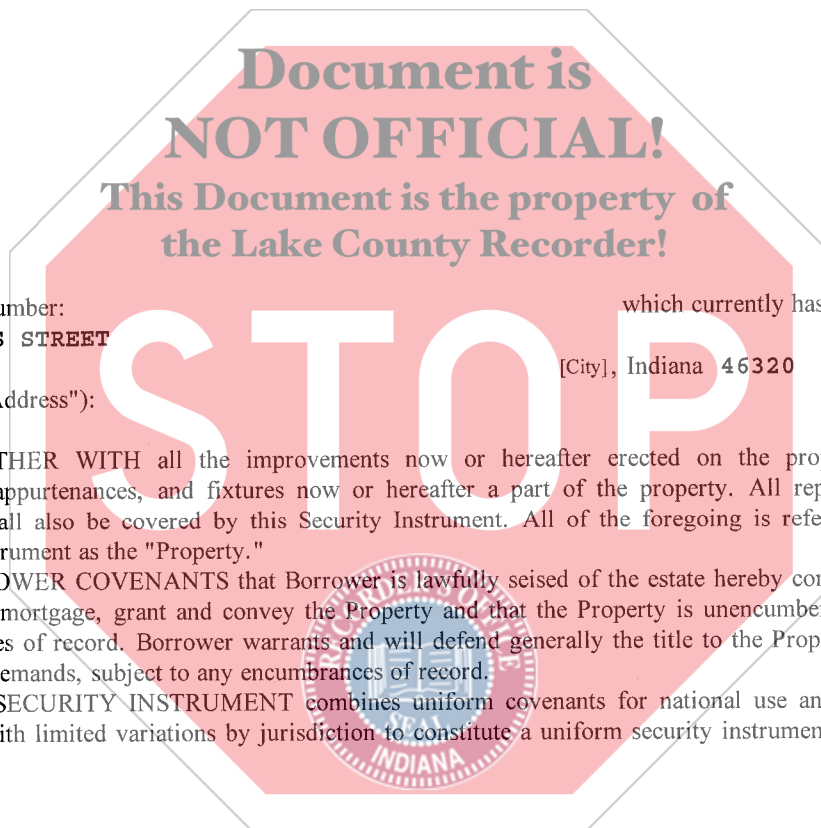 Document is
NOT OFFICIAL!
This Document is the property of
the Lake County Recorder!
STOP
umber: which currently has
S STREET
[City], Indiana 46320
Address"):
THER WITH all the improvements now or hereafter erected on the prop
appurtenances, and fixtures now or hereafter a part of the property. All rep
all also be covered by this Security Instrument. All of the foregoing is refe
rument as the "Property."
OWER COVENANTS that Borrower is lawfully seised of the estate hereby con
mortgage, grant and convey the Property and that the Property is unencumbe
es of record. Borrower warrants and will defend generally the title to the Prop
emands, subject to any encumbrances of record.
SECURITY INSTRUMENT combines uniform covenants for national use an
ith limited variations by jurisdiction to constitute a uniform security instrumen
RECORDER'S OFFICE
SEAL
INDIANA